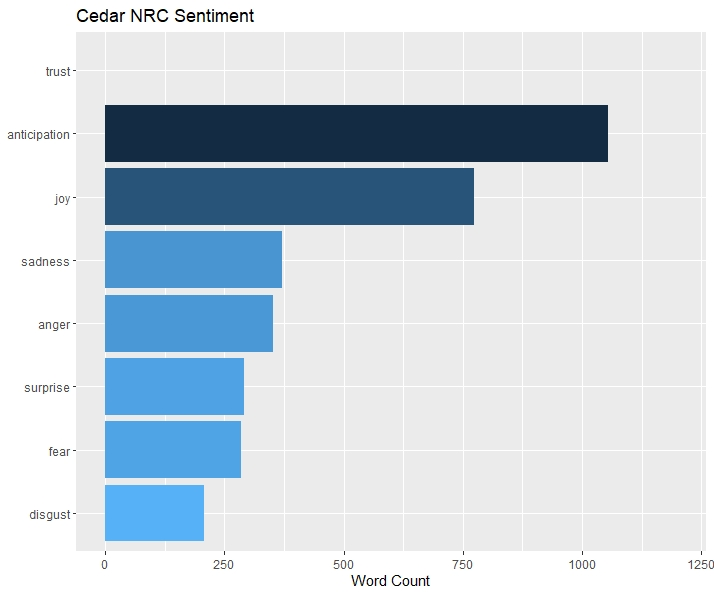 Cedar NRC Sentiment
trust
anticipation
joy
sadness
anger
surprise
fear
disgust
0 250 500 750 1000 1250
Word Count